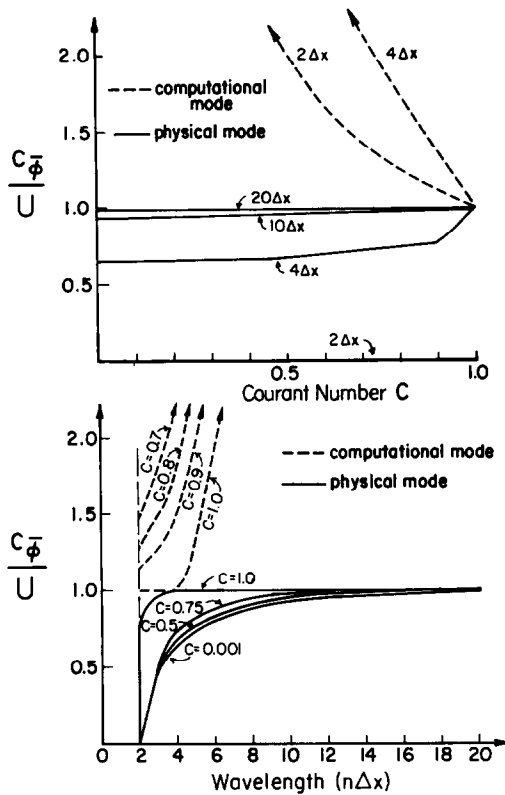 2.0
1.5
1.0
0.5
C_φ̅
U
--- computational
mode
— physical mode
2Δx
4Δx
20Δx
10Δx
4Δx
2Δx
0.5
1.0
Courant Number C
2.0
1.5
1.0
0.5
C_φ̅
U
C=0.7
C=0.8
C=0.9
C=1.0
--- computational mode
— physical mode
C=1.0
C=0.75
C=0.5
C=0.001
0 2 4 6 8 10 12 14 16 18 20
Wavelength (nΔx)